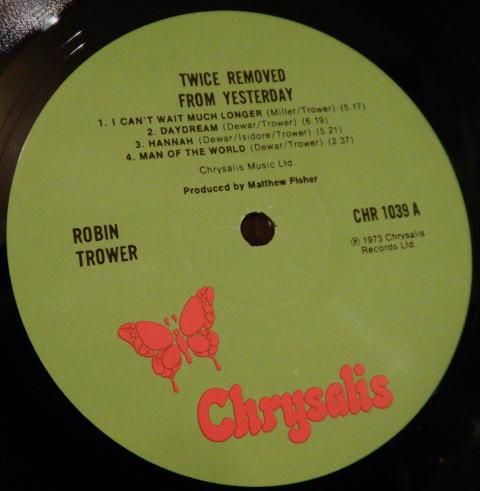 TWICE REMOVED
FROM YESTERDAY
1. I CAN'T WAIT MUCH LONGER (Miller/Trower) (5.17)
2. DAYDREAM (Dewar/Trower) (6.19)
3. HANNAH (Dewar/Isidore/Trower) (5.21)
4. MAN OF THE WORLD (Dewar/Trower) (2.37)
Chrysalis Music Ltd.
Produced by Matthew Fisher
ROBIN
TROWER
CHR 1039 A
Ⓟ 1973 Chrysalis
Records Ltd.
Chrysalis